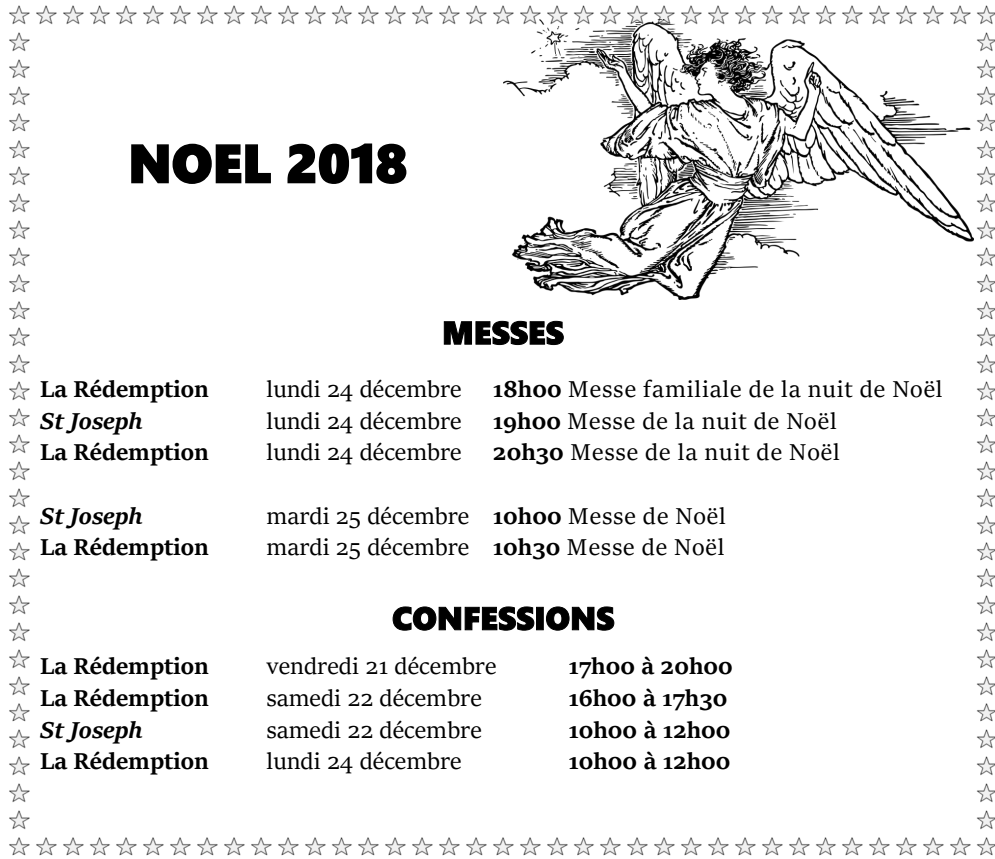 NOEL 2018
MESSES
La Rédemption lundi 24 décembre 18h00 Messe familiale de la nuit de Noël
St Joseph lundi 24 décembre 19h00 Messe de la nuit de Noël
La Rédemption lundi 24 décembre 20h30 Messe de la nuit de Noël
St Joseph mardi 25 décembre 10h00 Messe de Noël
La Rédemption mardi 25 décembre 10h30 Messe de Noël
CONFESSIONS
La Rédemption vendredi 21 décembre 17h00 à 20h00
La Rédemption samedi 22 décembre 16h00 à 17h30
St Joseph samedi 22 décembre 10h00 à 12h00
La Rédemption lundi 24 décembre 10h00 à 12h00